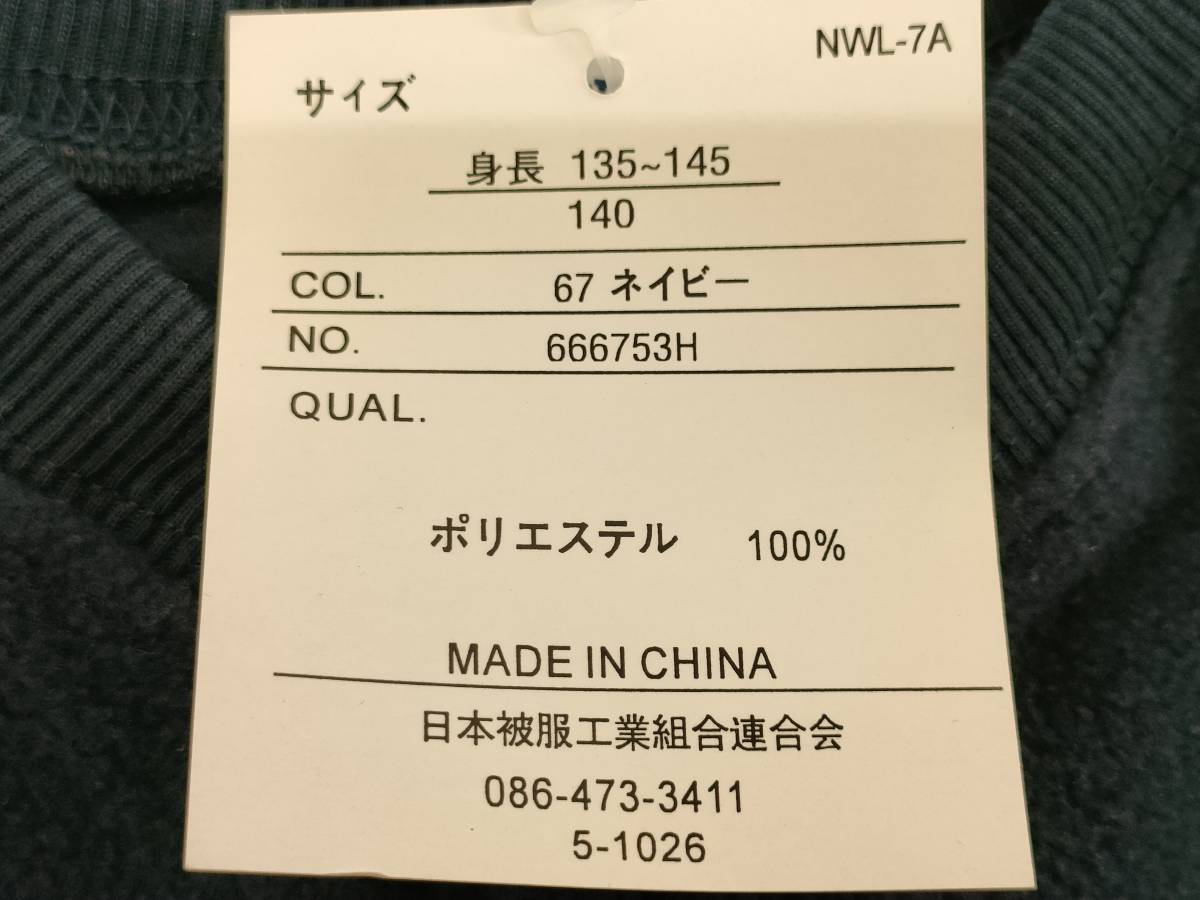 NWL-7A
サイズ
身長 135~145
140
COL. 67 ネイビー
NO. 666753H
QUAL.
ポリエステル 100%
MADE IN CHINA
日本被服工業組合連合会
086-473-3411
5-1026